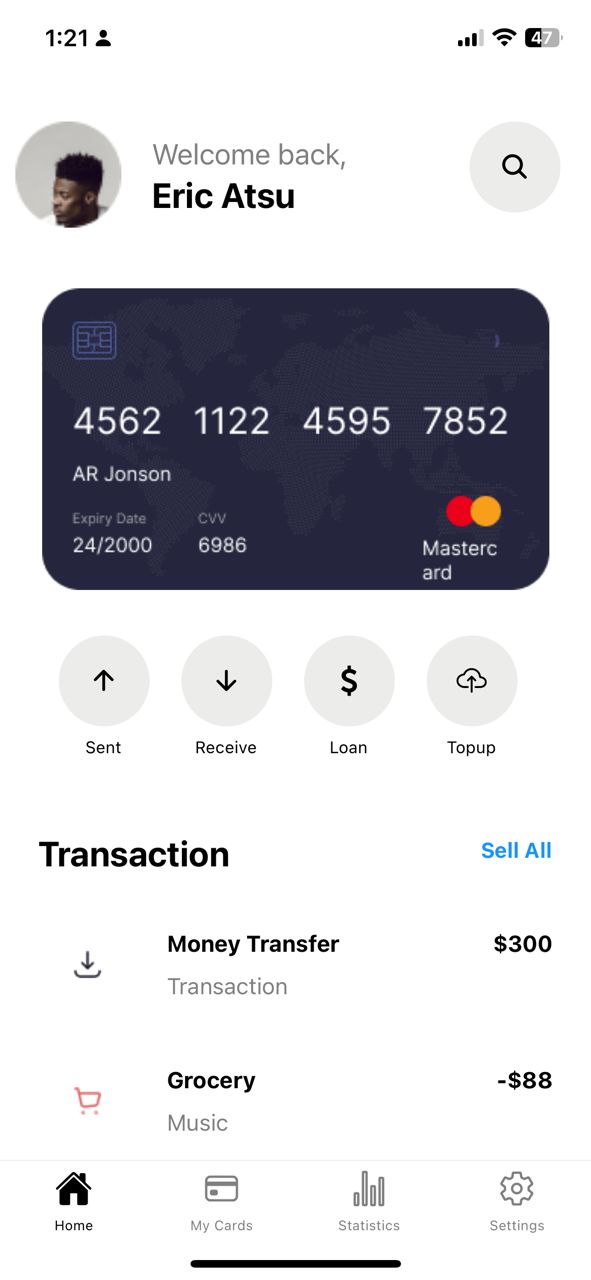 1:21
47
Welcome back,
Eric Atsu
4562 1122 4595 7852
AR Jonson
Expiry Date CVV
24/2000 6986
Masterc
ard
Sent Receive Loan Topup
Transaction Sell All
Money Transfer $300
Transaction
Grocery -$88
Music
Home My Cards Statistics Settings